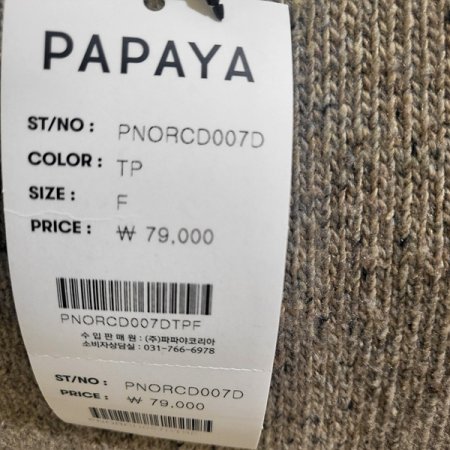 PAPAYA
ST/NO : PNORCD007D
COLOR : TP
SIZE : F
PRICE : ₩ 79,000
PNORCD007DTPF
수 입 판 매 원 : (주)파파야코리아
소비자상담실 : 031-766-6978
ST/NO : PNORCD007D
PRICE : ₩ 79,000